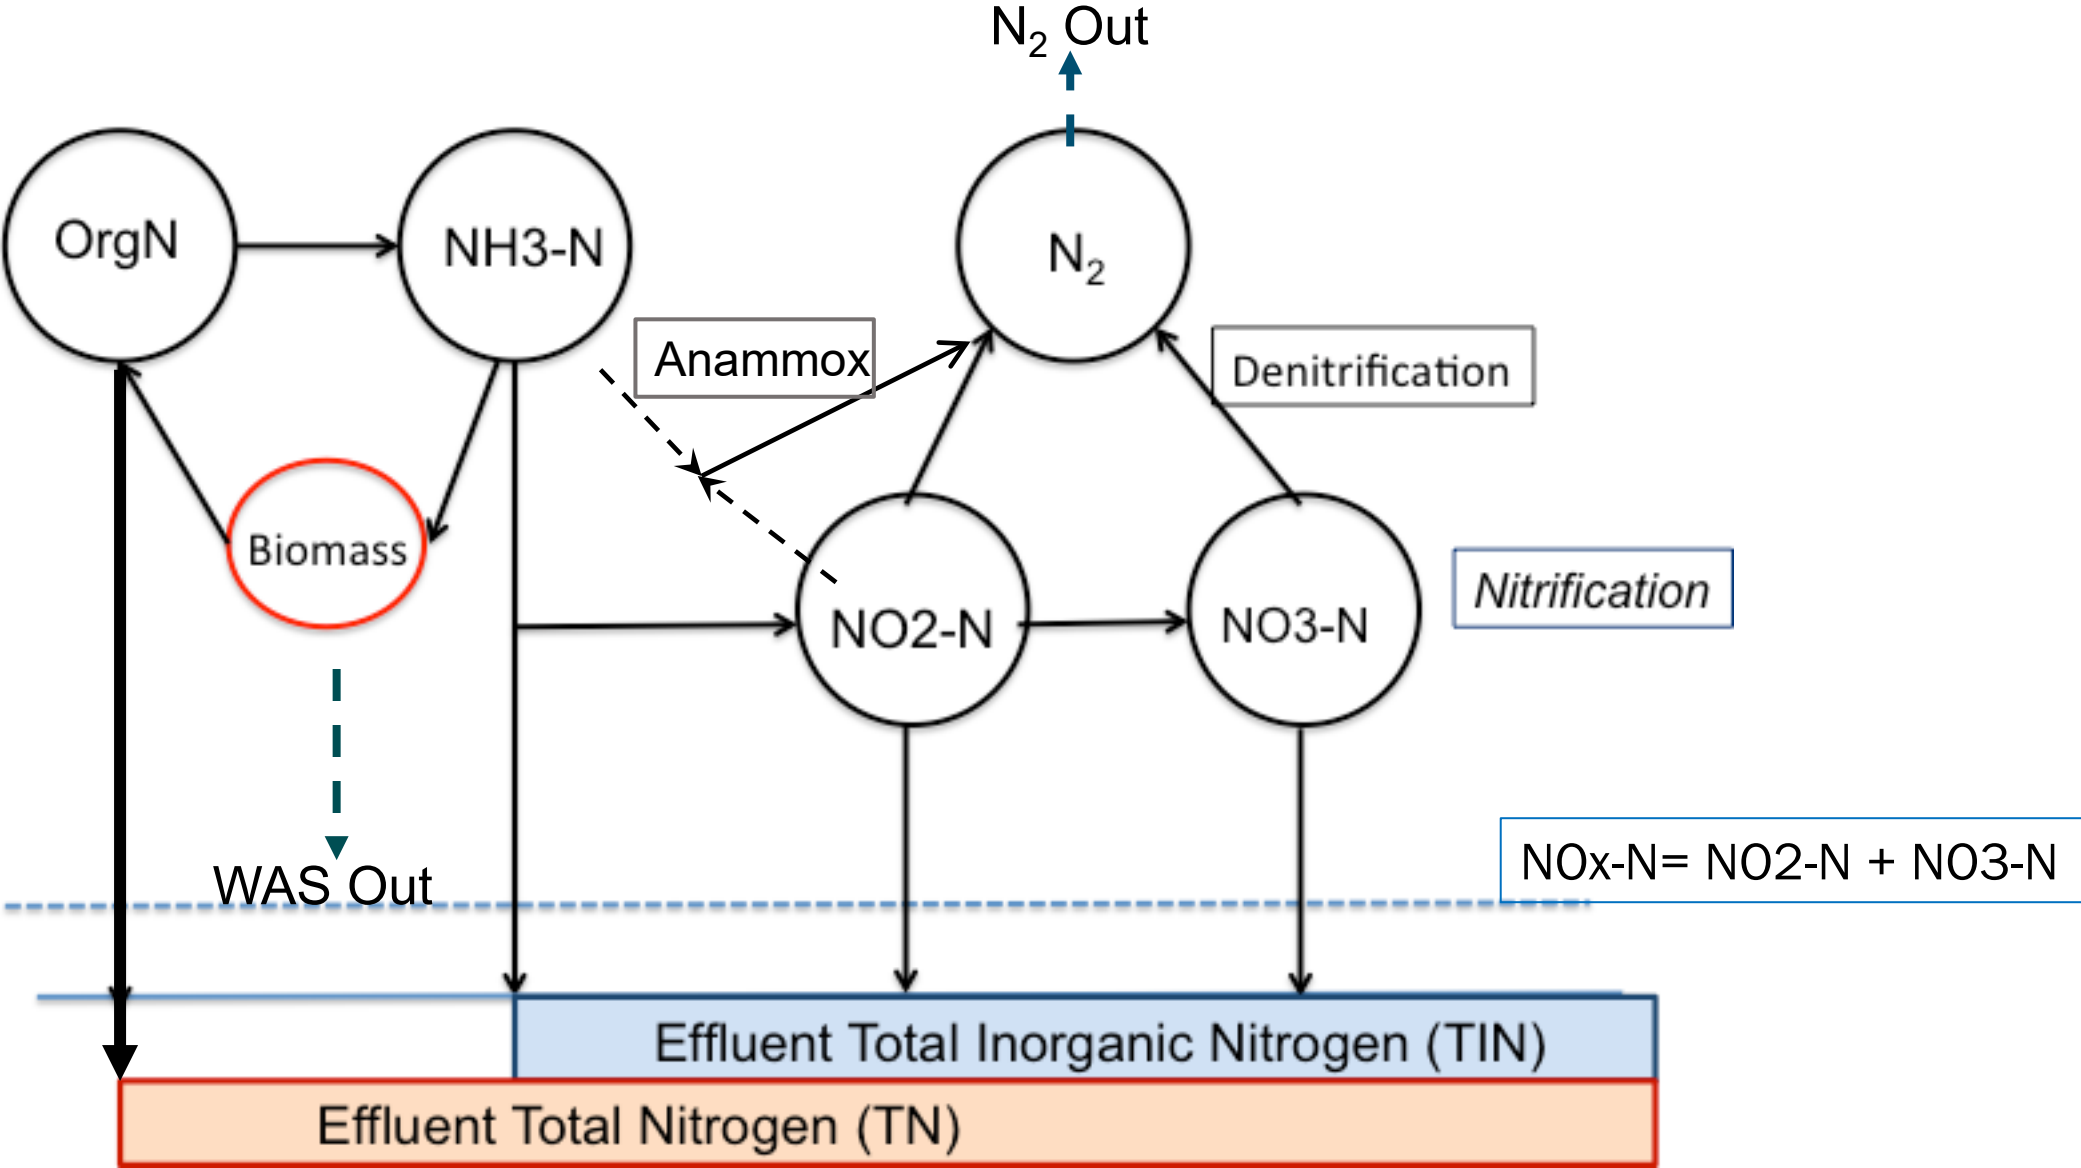 N₂ Out
OrgN
NH3-N
N₂
Anammox
Denitrification
Biomass
NO2-N
NO3-N
Nitrification
WAS Out
NOx-N= NO2-N + NO3-N
Effluent Total Inorganic Nitrogen (TIN)
Effluent Total Nitrogen (TN)